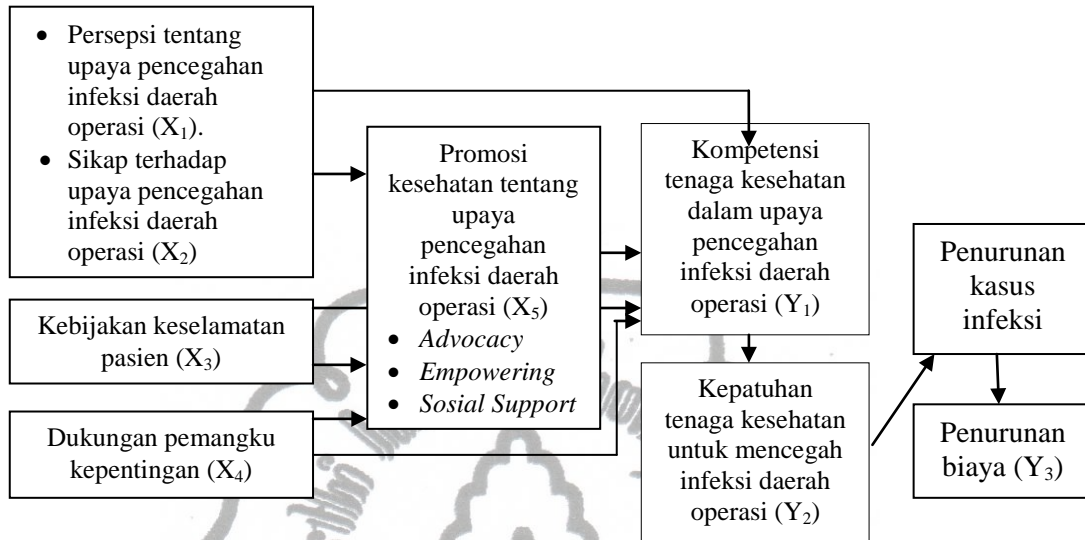 • Persepsi tentang
upaya pencegahan
infeksi daerah
operasi (X₁).
• Sikap terhadap
upaya pencegahan
infeksi daerah
operasi (X₂)
Kebijakan keselamatan
pasien (X₃)
Dukungan pemangku
kepentingan (X₄)
Promosi
kesehatan tentang
upaya
pencegahan
infeksi daerah
operasi (X₅)
• Advocacy
• Empowering
• Sosial Support
Kompetensi
tenaga kesehatan
dalam upaya
pencegahan
infeksi daerah
operasi (Y₁)
Kepatuhan
tenaga kesehatan
untuk mencegah
infeksi daerah
operasi (Y₂)
Penurunan
kasus
infeksi
Penurunan
biaya (Y₃)